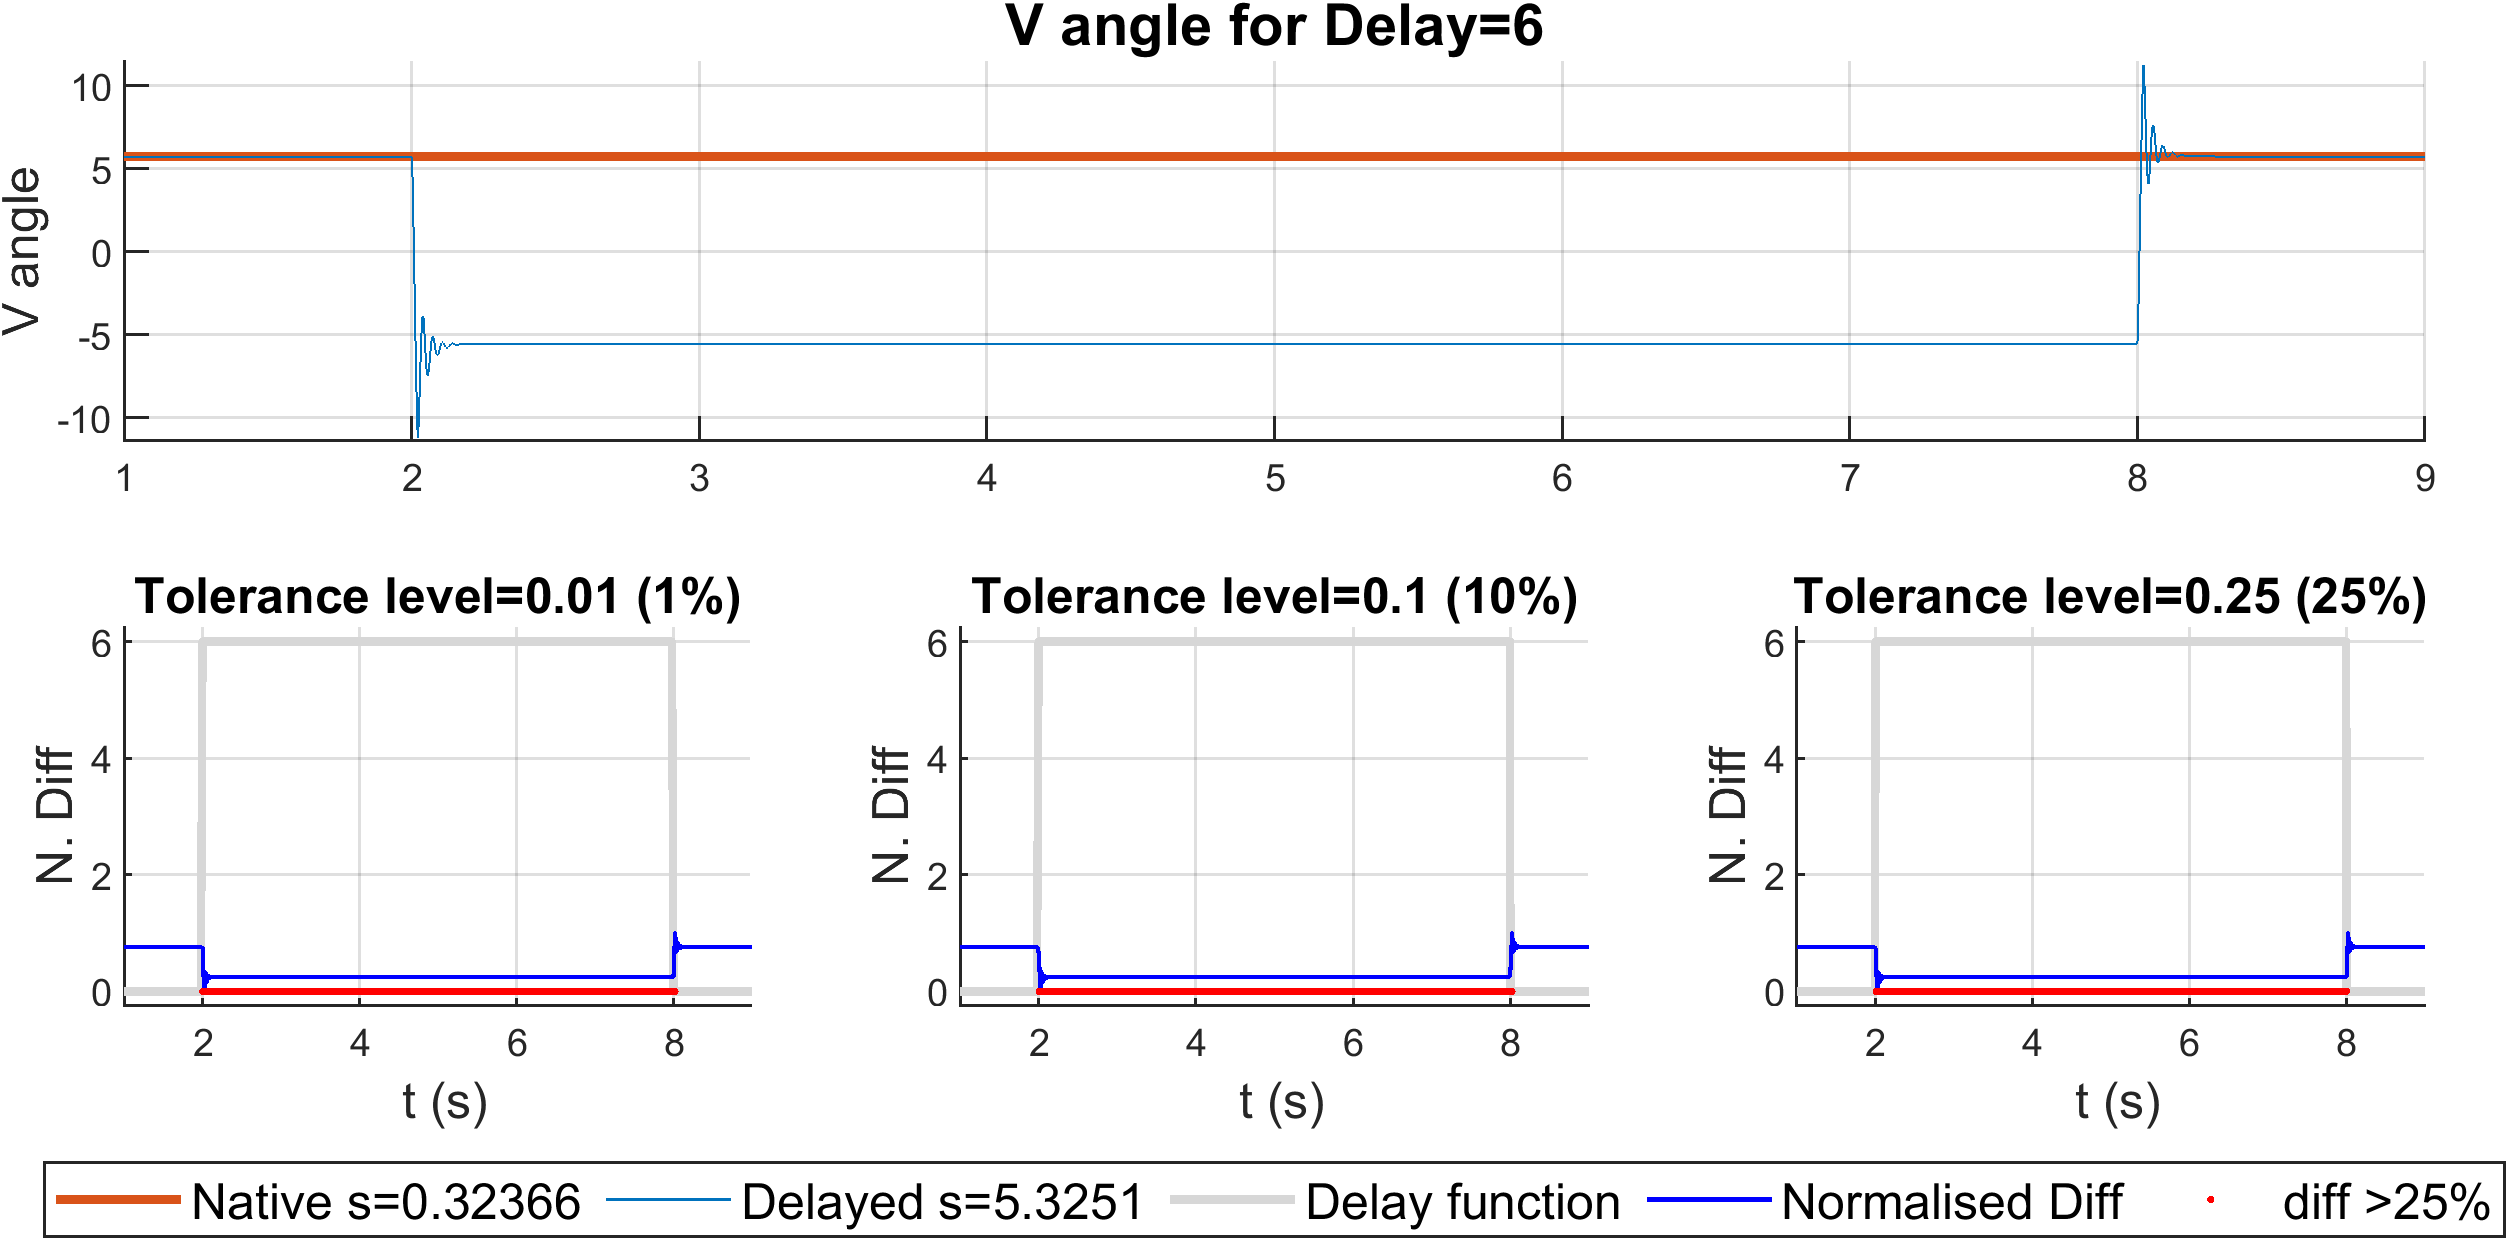 V angle for Delay=6
V angle
10
5
0
-5
-10
1 2 3 4 5 6 7 8 9
Tolerance level=0.01 (1%)
N. Diff
6
4
2
0
2 4 6 8
t (s)
Tolerance level=0.1 (10%)
N. Diff
6
4
2
0
2 4 6 8
t (s)
Tolerance level=0.25 (25%)
N. Diff
6
4
2
0
2 4 6 8
t (s)
Native s=0.32366 Delayed s=5.3251 Delay function Normalised Diff diff >25%